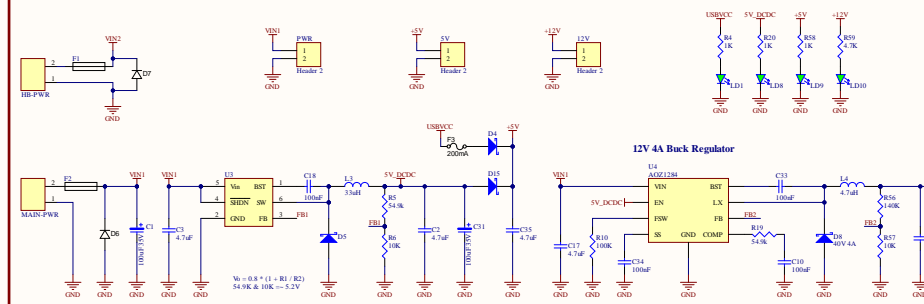 VIN2
F1
2
1
HB-PWR
D7
GND
VIN1
PWR
1
2
Header 2
GND
+5V
5V
1
2
Header 2
GND
+12V
12V
1
2
Header 2
GND
USBVCC
5V_DCDC
+5V
+12V
R4
1K
R20
1K
R58
1K
R59
4.7K
LD1
LD8
LD9
LD10
GND
GND
GND
GND
USBVCC
F3
200mA
D4
+5V
12V 4A Buck Regulator
F2
2
1
MAIN-PWR
VIN1
D6
C1
100uF35V
VIN1
C3
4.7uF
U3
5
Vin
BST
1
4
SHDN
SW
6
2
GND
FB
3
FB1
C18
100nF
L3
33uH
D5
5V_DCDC
R5
54.9k
FB1
R6
10K
C2
4.7uF
C31
100uF35V
D15
C35
4.7uF
GND
GND
GND
GND
GND
GND
GND
GND
GND
GND
GND
Vo = 0.8 * (1 + R1 / R2)
54.9K & 10K =~ 5.2V
VIN1
C17
4.7uF
5V_DCDC
R10
100K
C34
100nF
U4
AOZ1284
VIN
BST
EN
LX
FSW
FB
SS
GND
COMP
FB2
C33
100nF
R19
54.9k
C10
100nF
D8
40V 4A
L4
4.7uH
R56
140K
FB2
R57
10K
GND
GND
GND
GND
GND
GND
GND